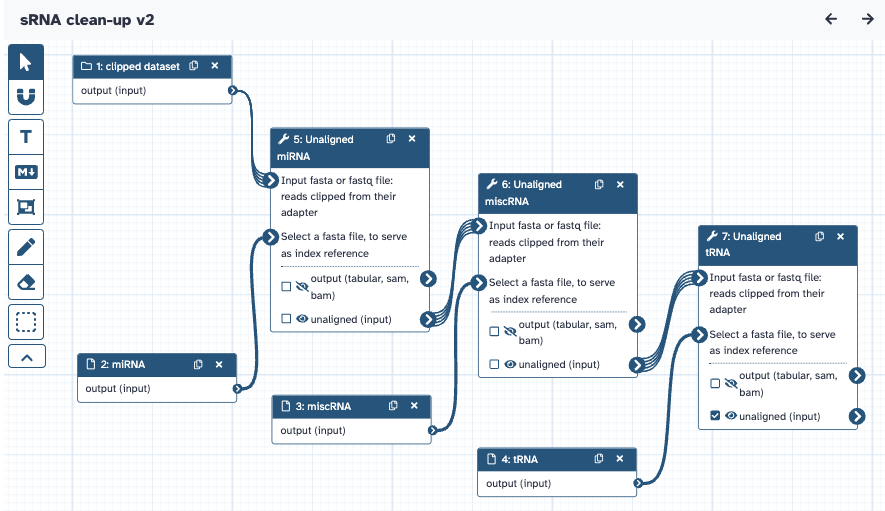 sRNA clean-up v2
1: clipped dataset
output (input)
5: Unaligned
miRNA
Input fasta or fastq file:
reads clipped from their
adapter
Select a fasta file, to serve
as index reference
output (tabular, sam,
bam)
unaligned (input)
6: Unaligned
miscRNA
Input fasta or fastq file:
reads clipped from their
adapter
Select a fasta file, to serve
as index reference
output (tabular, sam,
bam)
unaligned (input)
7: Unaligned
tRNA
Input fasta or fastq file:
reads clipped from their
adapter
Select a fasta file, to serve
as index reference
output (tabular, sam,
bam)
unaligned (input)
2: miRNA
output (input)
3: miscRNA
output (input)
4: tRNA
output (input)
T
M